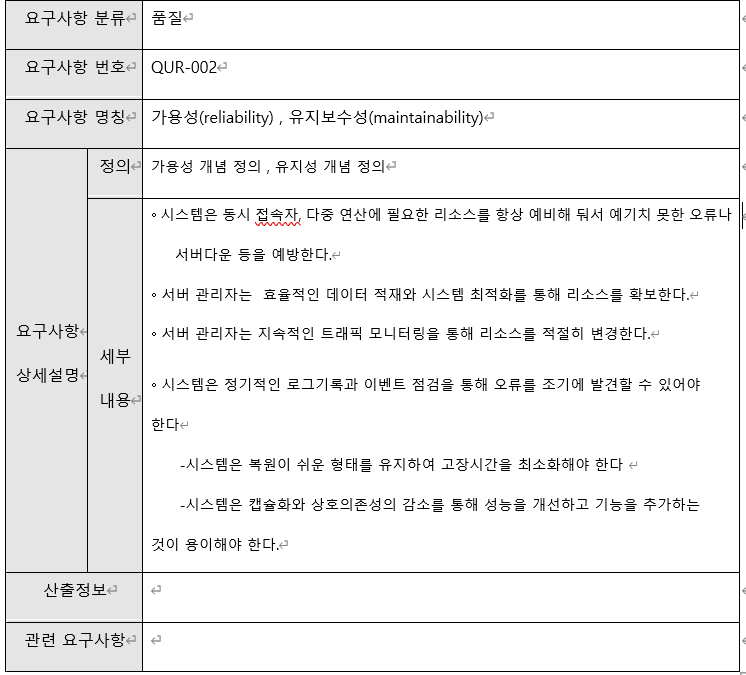 요구사항 분류 품질
요구사항 번호 QUR-002
요구사항 명칭 가용성(reliability) , 유지보수성(maintainability)
요구사항
상세설명
정의 가용성 개념 정의 , 유지성 개념 정의
세부
내용
◦ 시스템은 동시 접속자, 다중 연산에 필요한 리소스를 항상 예비해 둬서 예기치 못한 오류나
서버다운 등을 예방한다.
◦ 서버 관리자는  효율적인 데이터 적재와 시스템 최적화를 통해 리소스를 확보한다.
◦ 서버 관리자는 지속적인 트래픽 모니터링을 통해 리소스를 적절히 변경한다.
◦ 시스템은 정기적인 로그기록과 이벤트 점검을 통해 오류를 조기에 발견할 수 있어야
한다
-시스템은 복원이 쉬운 형태를 유지하여 고장시간을 최소화해야 한다
-시스템은 캡슐화와 상호의존성의 감소를 통해 성능을 개선하고 기능을 추가하는
것이 용이해야 한다.
산출정보
관련 요구사항